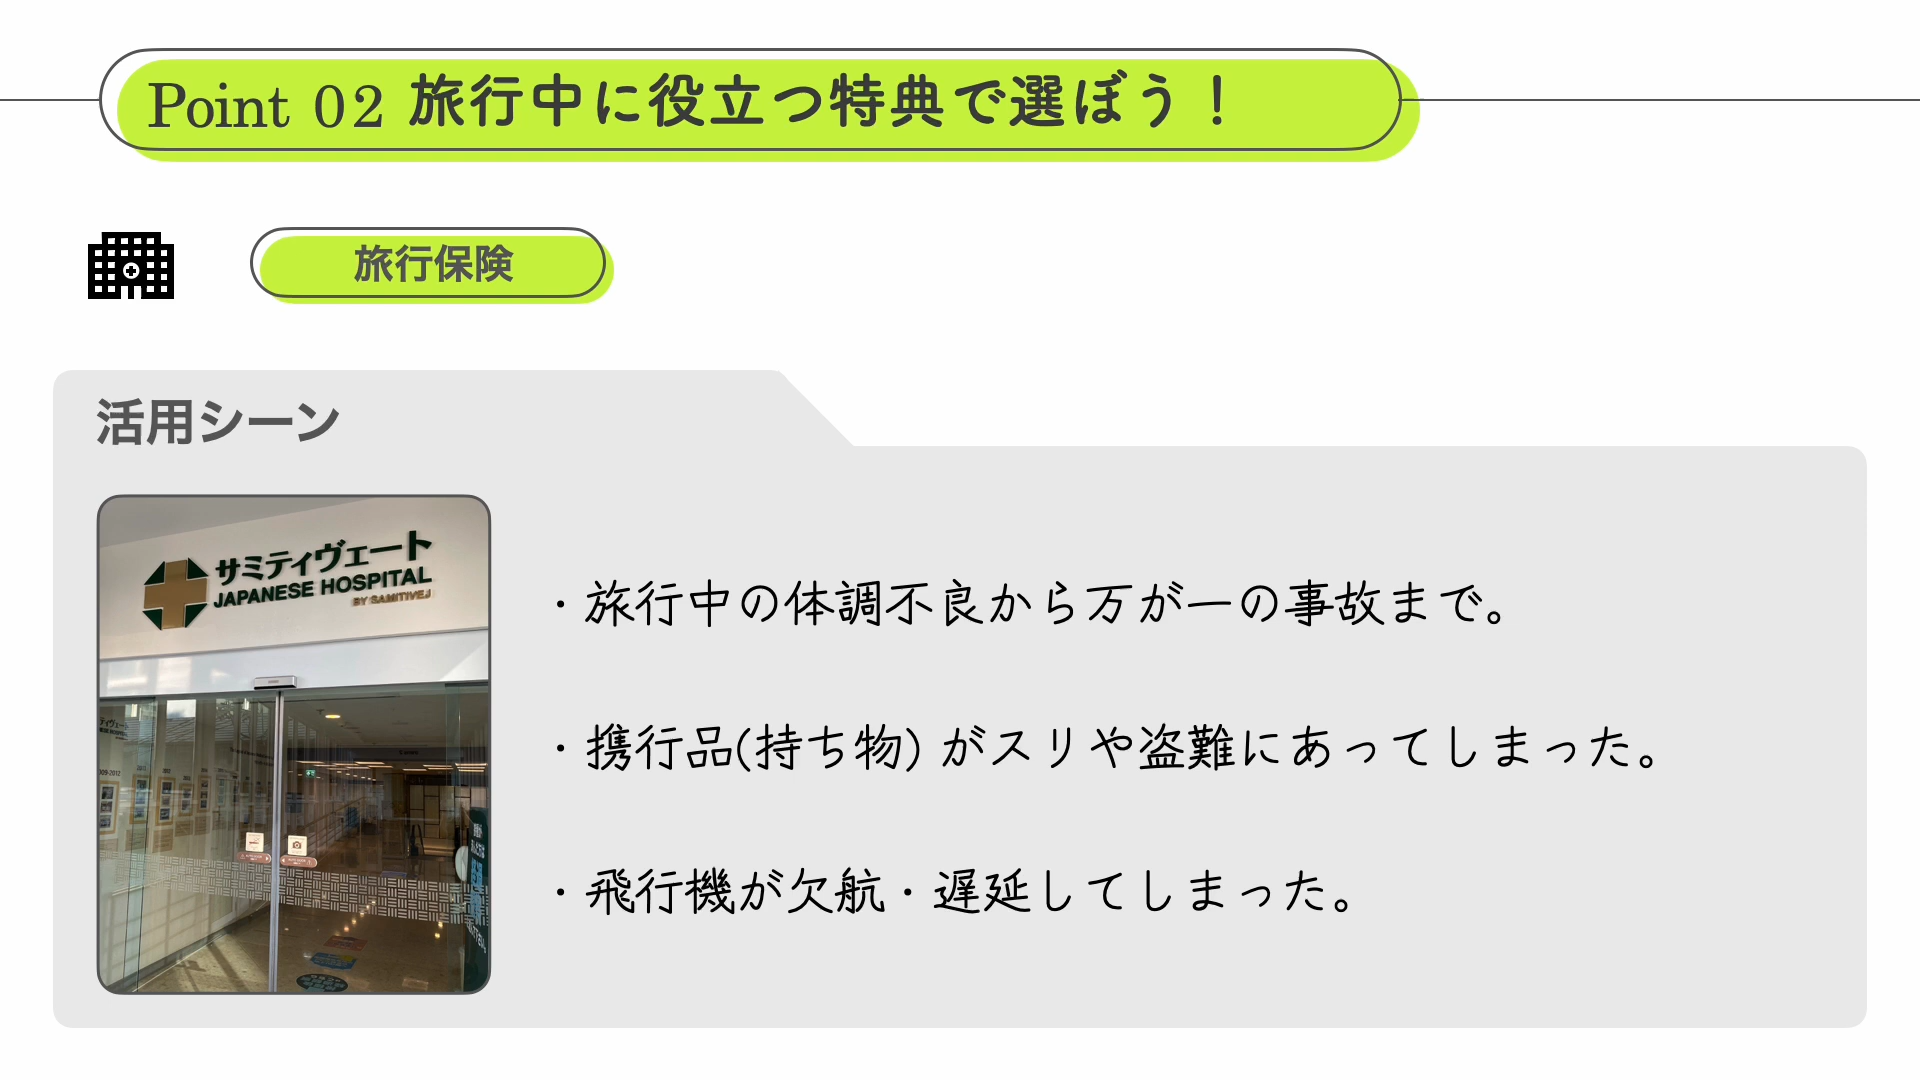 Point 02 旅行中に役立つ特典で選ぼう！
旅行保険
活用シーン
サミティヴェート
JAPANESE HOSPITAL
BY SAMITIVEJ
・旅行中の体調不良から万が一の事故まで。
・携行品(持ち物) がスリや盗難にあってしまった。
・飛行機が欠航・遅延してしまった。